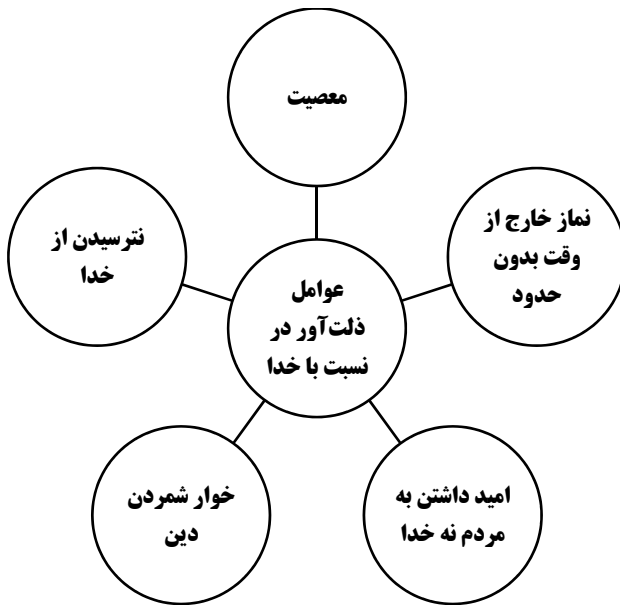 معصیت
نماز خارج از
وقت بدون
حدود
امید داشتن به
مردم نه خدا
خوار شمردن
دین
نترسیدن از
خدا
عوامل
ذلت‌آور در
نسبت با خدا